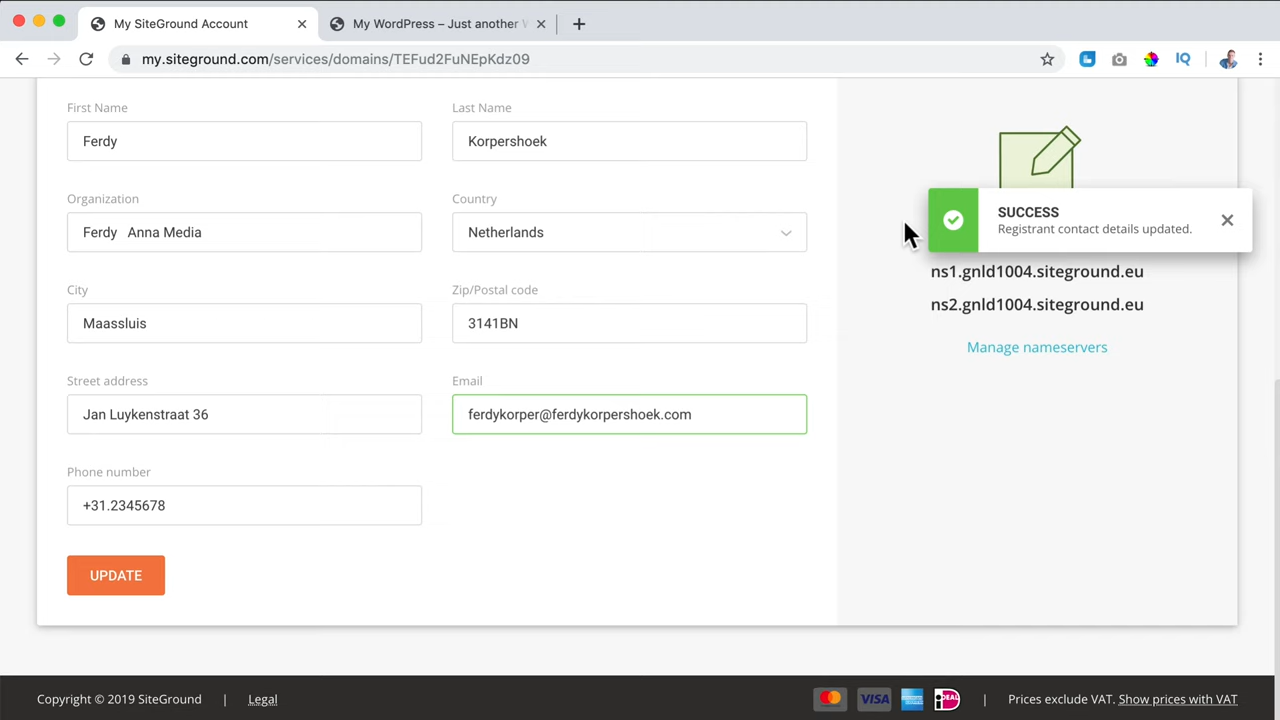 My SiteGround Account
My WordPress – Just another
my.siteground.com/services/domains/TEFud2FuNEpKdz09
IQ
First Name
Last Name
Ferdy
Korpershoek
Organization
Country
Ferdy   Anna Media
Netherlands
SUCCESS
Registrant contact details updated.
ns1.gnld1004.siteground.eu
ns2.gnld1004.siteground.eu
Manage nameservers
City
Zip/Postal code
Maassluis
3141BN
Street address
Email
Jan Luykenstraat 36
ferdykorper@ferdykorpershoek.com
Phone number
+31.2345678
UPDATE
Copyright © 2019 SiteGround | Legal
VISA
iDEAL
| Prices exclude VAT. Show prices with VAT